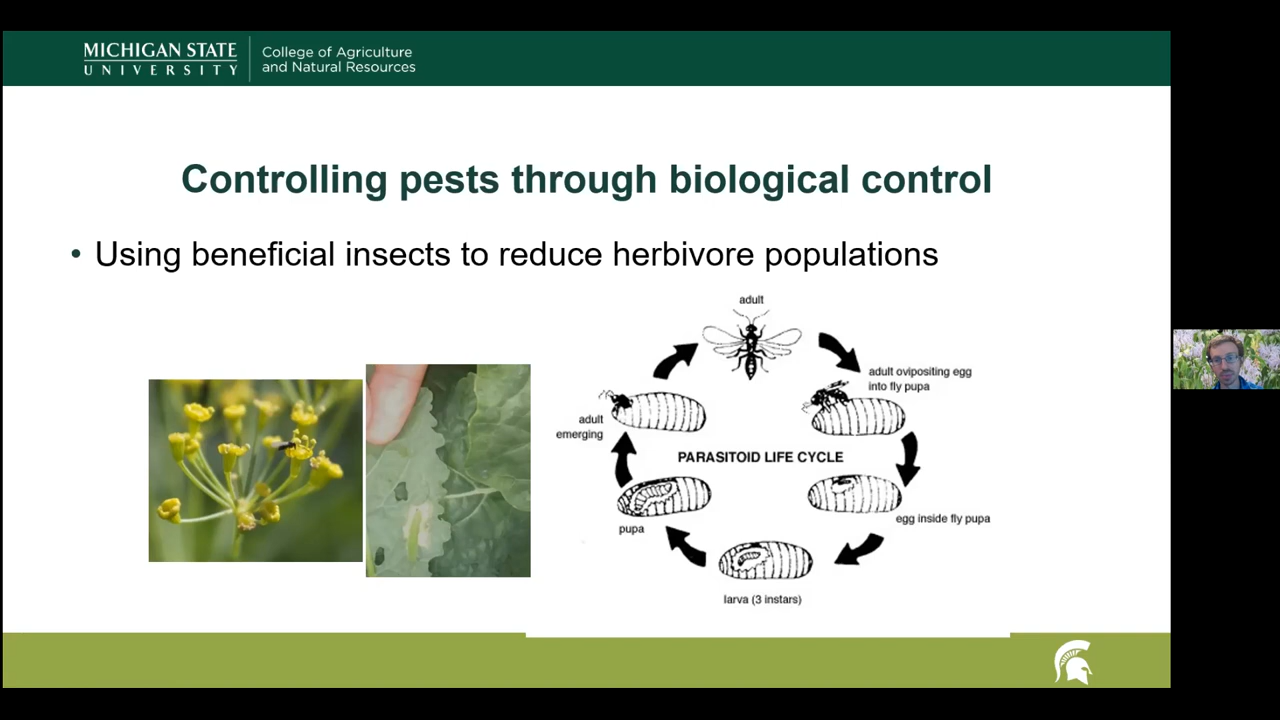 MICHIGAN STATE
UNIVERSITY
College of Agriculture
and Natural Resources
Controlling pests through biological control
• Using beneficial insects to reduce herbivore populations
adult
adult ovipositing egg
into fly pupa
adult
emerging
PARASITOID LIFE CYCLE
egg inside fly pupa
pupa
larva (3 instars)